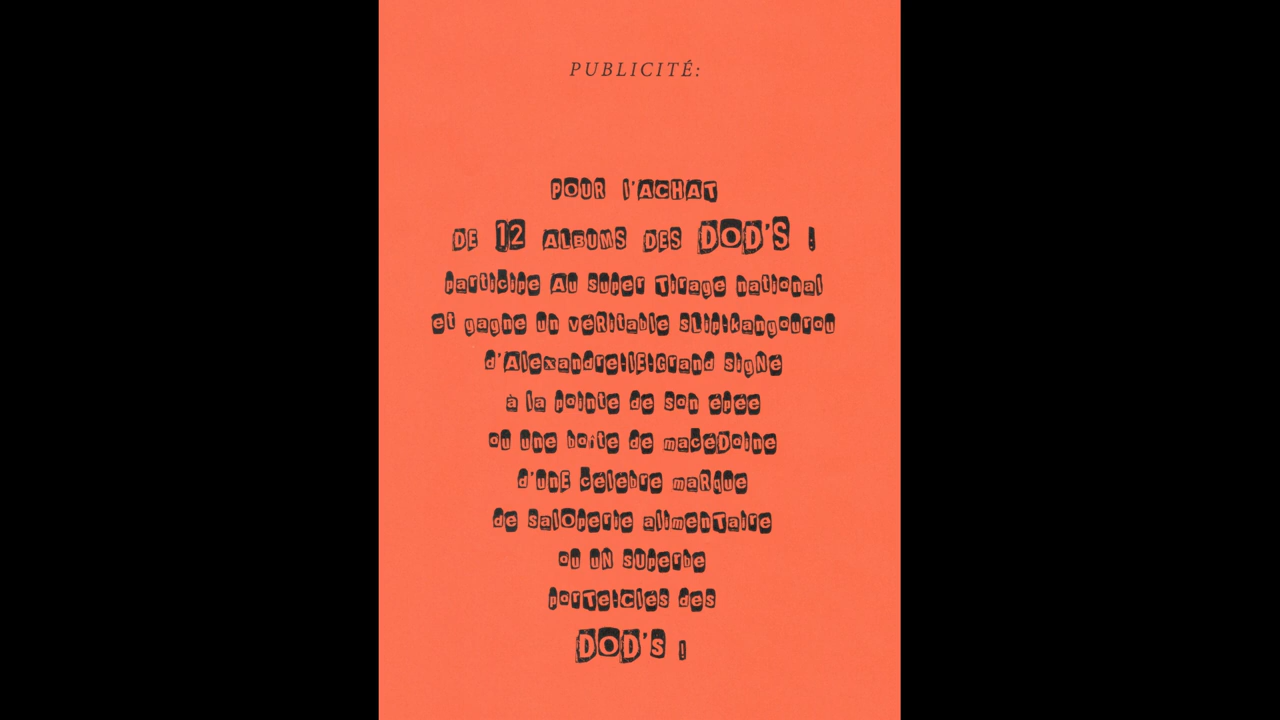 PUBLICITÉ:
POUR l'ACHAT
DE 12 ALBUMS DES DOD'S !
participe Au super Tirage national
et gagne un véRitable sLip-kangourou
d'Alexandre-lE-Grand SigNé
à la pointe de son épée
ou une boîte de macéDoine
d'unE célèbre maRque
de salOperie alimenTaire
ou uN sUperbe
porTe-Clés des
DOD'S !